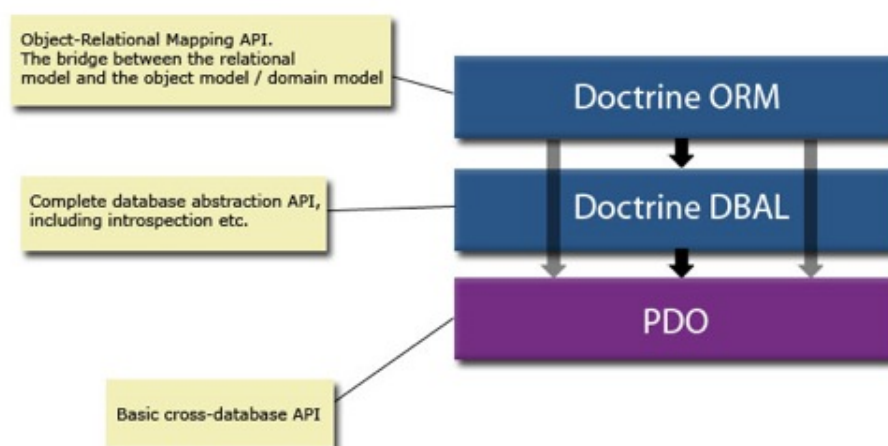 Object-Relational Mapping API.
The bridge between the relational
model and the object model / domain model
Doctrine ORM
Complete database abstraction API,
including introspection etc.
Doctrine DBAL
PDO
Basic cross-database API